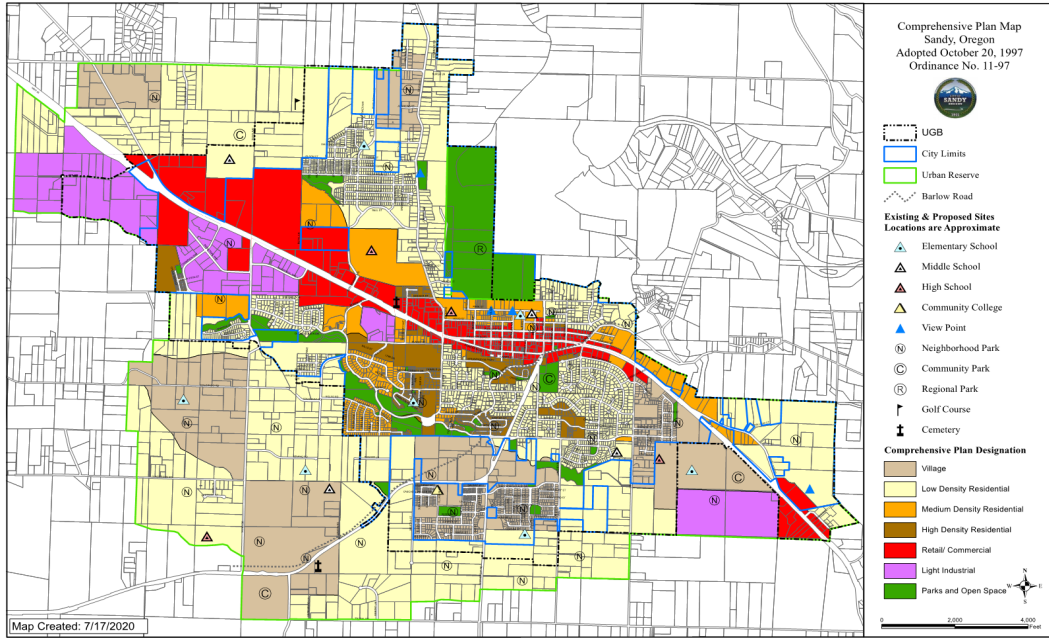 Comprehensive Plan Map
Sandy, Oregon
Adopted October 20, 1997
Ordinance No. 11-97
SANDY
UGB
City Limits
Urban Reserve
Barlow Road
Existing & Proposed Sites
Locations are Approximate
Elementary School
Middle School
High School
Community College
View Point
N Neighborhood Park
C Community Park
R Regional Park
Golf Course
Cemetery
Comprehensive Plan Designation
Village
Low Density Residential
Medium Density Residential
High Density Residential
Retail/ Commercial
Light Industrial
Parks and Open Space
N
W E
S
0 2,000 4,000
Feet
Map Created: 7/17/2020